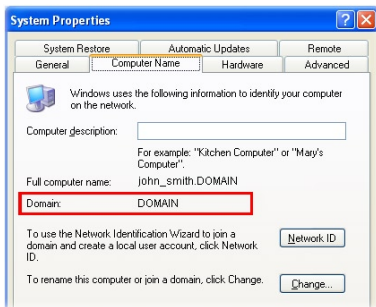 System Properties
System Restore Automatic Updates Remote
General Computer Name Hardware Advanced
Windows uses the following information to identify your computer
on the network.
Computer description:
For example: "Kitchen Computer" or "Mary's
Computer".
Full computer name: john_smith.DOMAIN
Domain: DOMAIN
To use the Network Identification Wizard to join a
domain and create a local user account, click Network
ID.
Network ID
To rename this computer or join a domain, click Change.
Change...